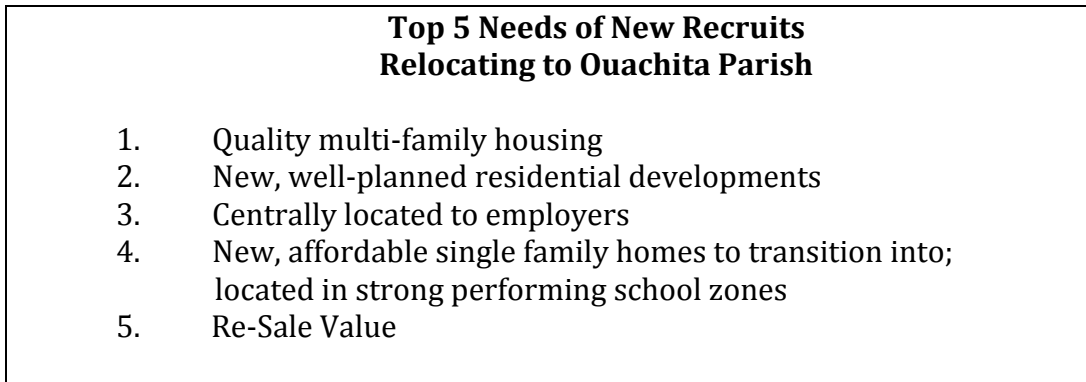 Top 5 Needs of New Recruits
Relocating to Ouachita Parish
1. Quality multi-family housing
2. New, well-planned residential developments
3. Centrally located to employers
4. New, affordable single family homes to transition into;
located in strong performing school zones
5. Re-Sale Value